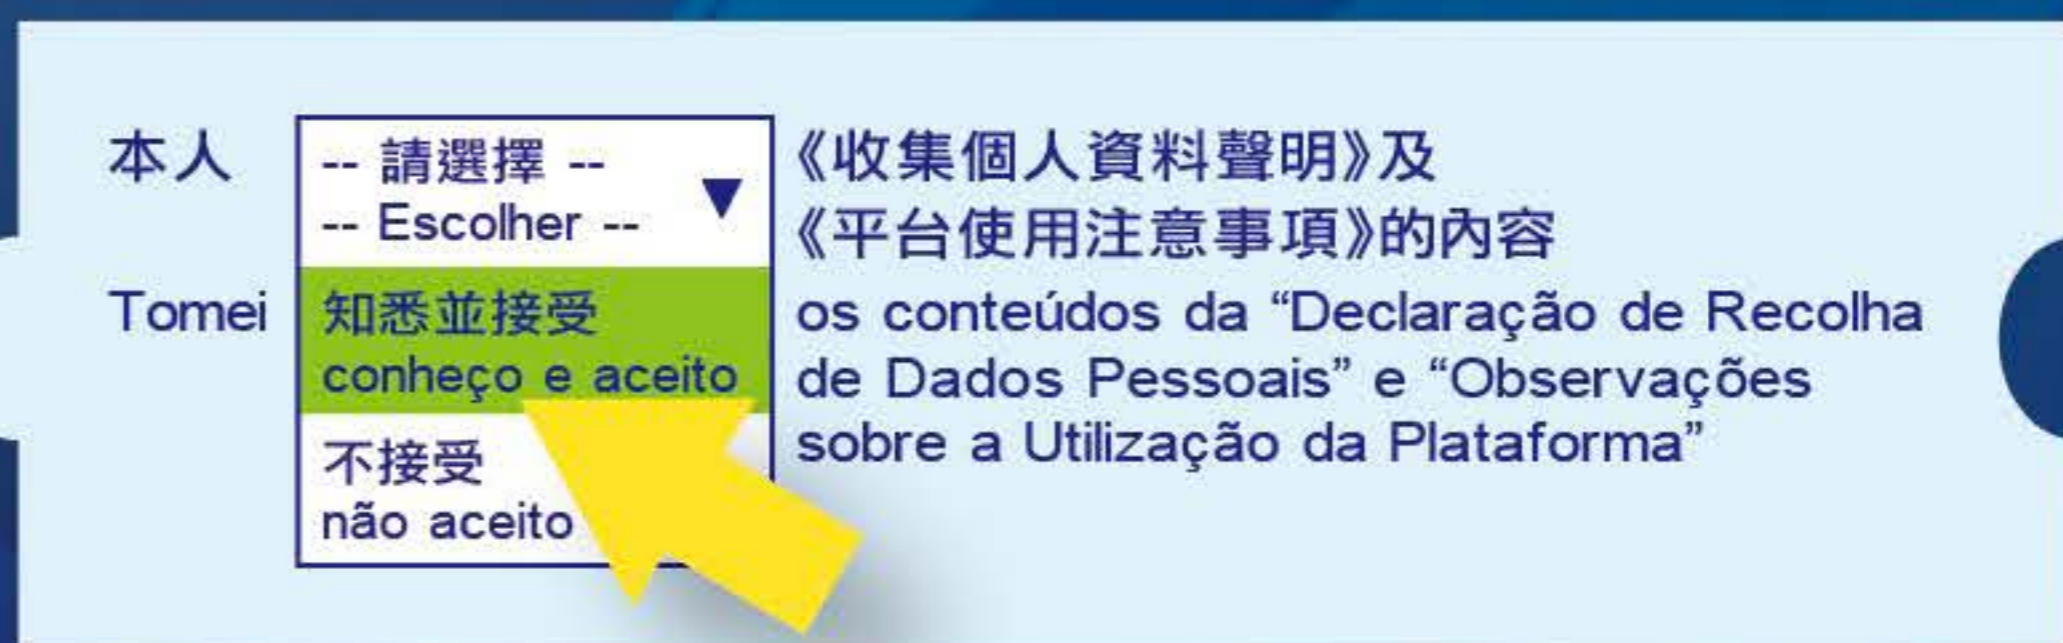 本人
-- 請選擇 --
-- Escolher --
▼
《收集個人資料聲明》及
《平台使用注意事項》的內容
Tomei
知悉並接受
conheço e aceito
不接受
não aceito
os conteúdos da “Declaração de Recolha
de Dados Pessoais” e “Observações
sobre a Utilização da Plataforma”